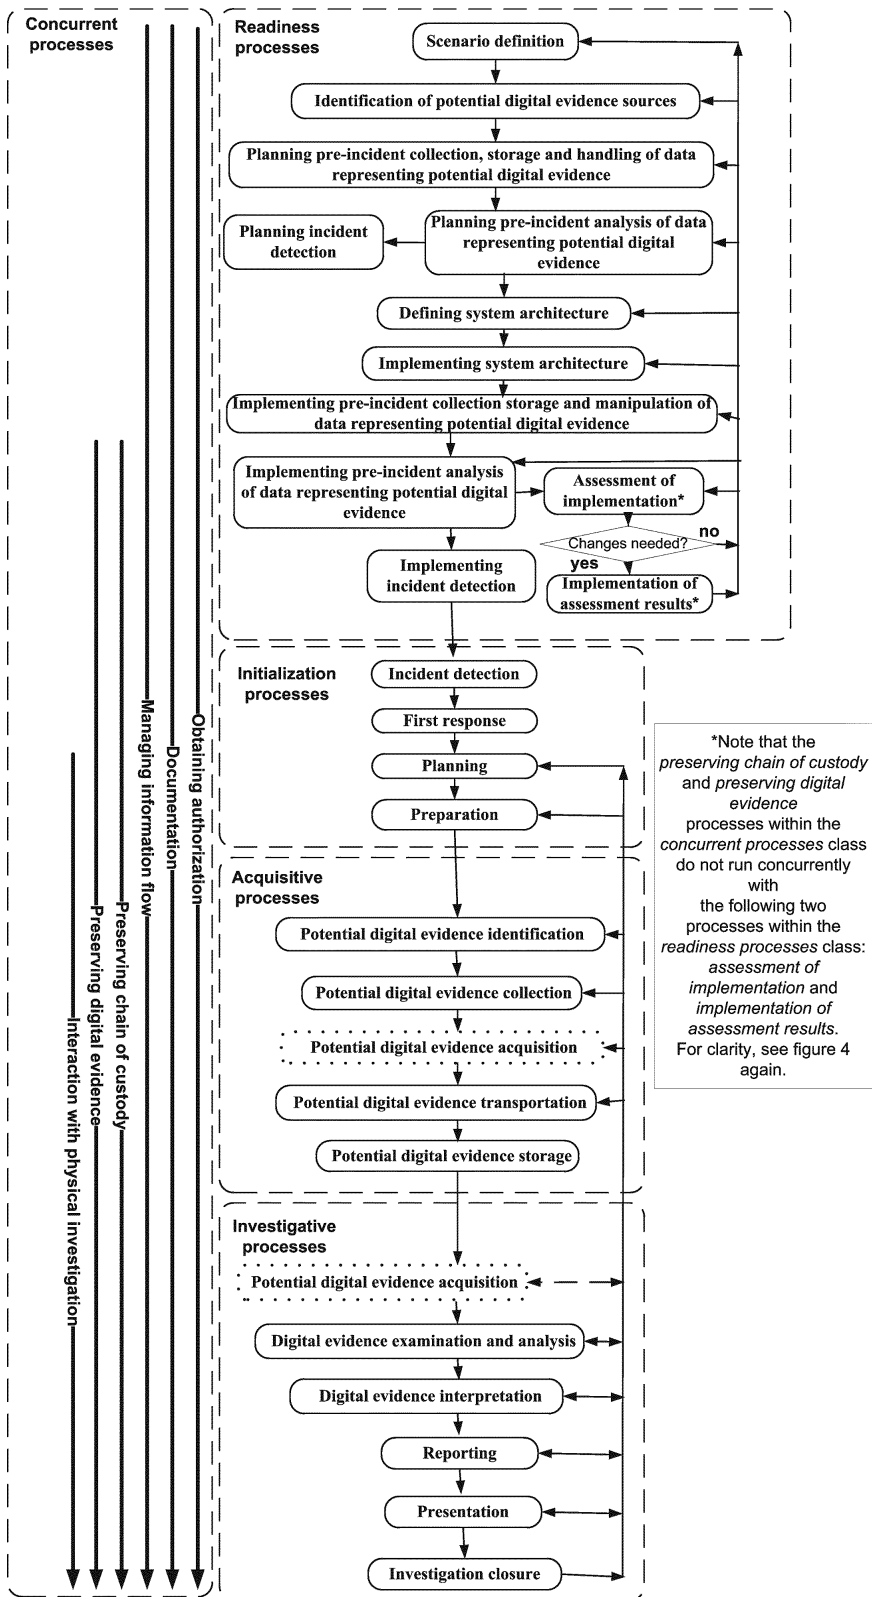 Concurrent
processes
Readiness
processes
Scenario definition
Identification of potential digital evidence sources
Planning pre-incident collection, storage and handling of data
representing potential digital evidence
Planning incident
detection
Planning pre-incident analysis of data
representing potential digital
evidence
Defining system architecture
Implementing system architecture
Implementing pre-incident collection storage and manipulation of
data representing potential digital evidence
Implementing pre-incident analysis
of data representing potential digital
evidence
Assessment of
implementation*
Changes needed?
no
yes
Implementing
incident detection
Implementation of
assessment results*
Initialization
processes
Incident detection
First response
Planning
Preparation
Acquisitive
processes
Potential digital evidence identification
Potential digital evidence collection
Potential digital evidence acquisition
Potential digital evidence transportation
Potential digital evidence storage
Investigative
processes
Potential digital evidence acquisition
Digital evidence examination and analysis
Digital evidence interpretation
Reporting
Presentation
Investigation closure
Interaction with physical investigation
Preserving digital evidence
Preserving chain of custody
Managing information flow
Documentation
Obtaining authorization
*Note that the
preserving chain of custody
and preserving digital
evidence
processes within the
concurrent processes class
do not run concurrently
with
the following two
processes within the
readiness processes class:
assessment of
implementation and
implementation of
assessment results.
For clarity, see figure 4
again.